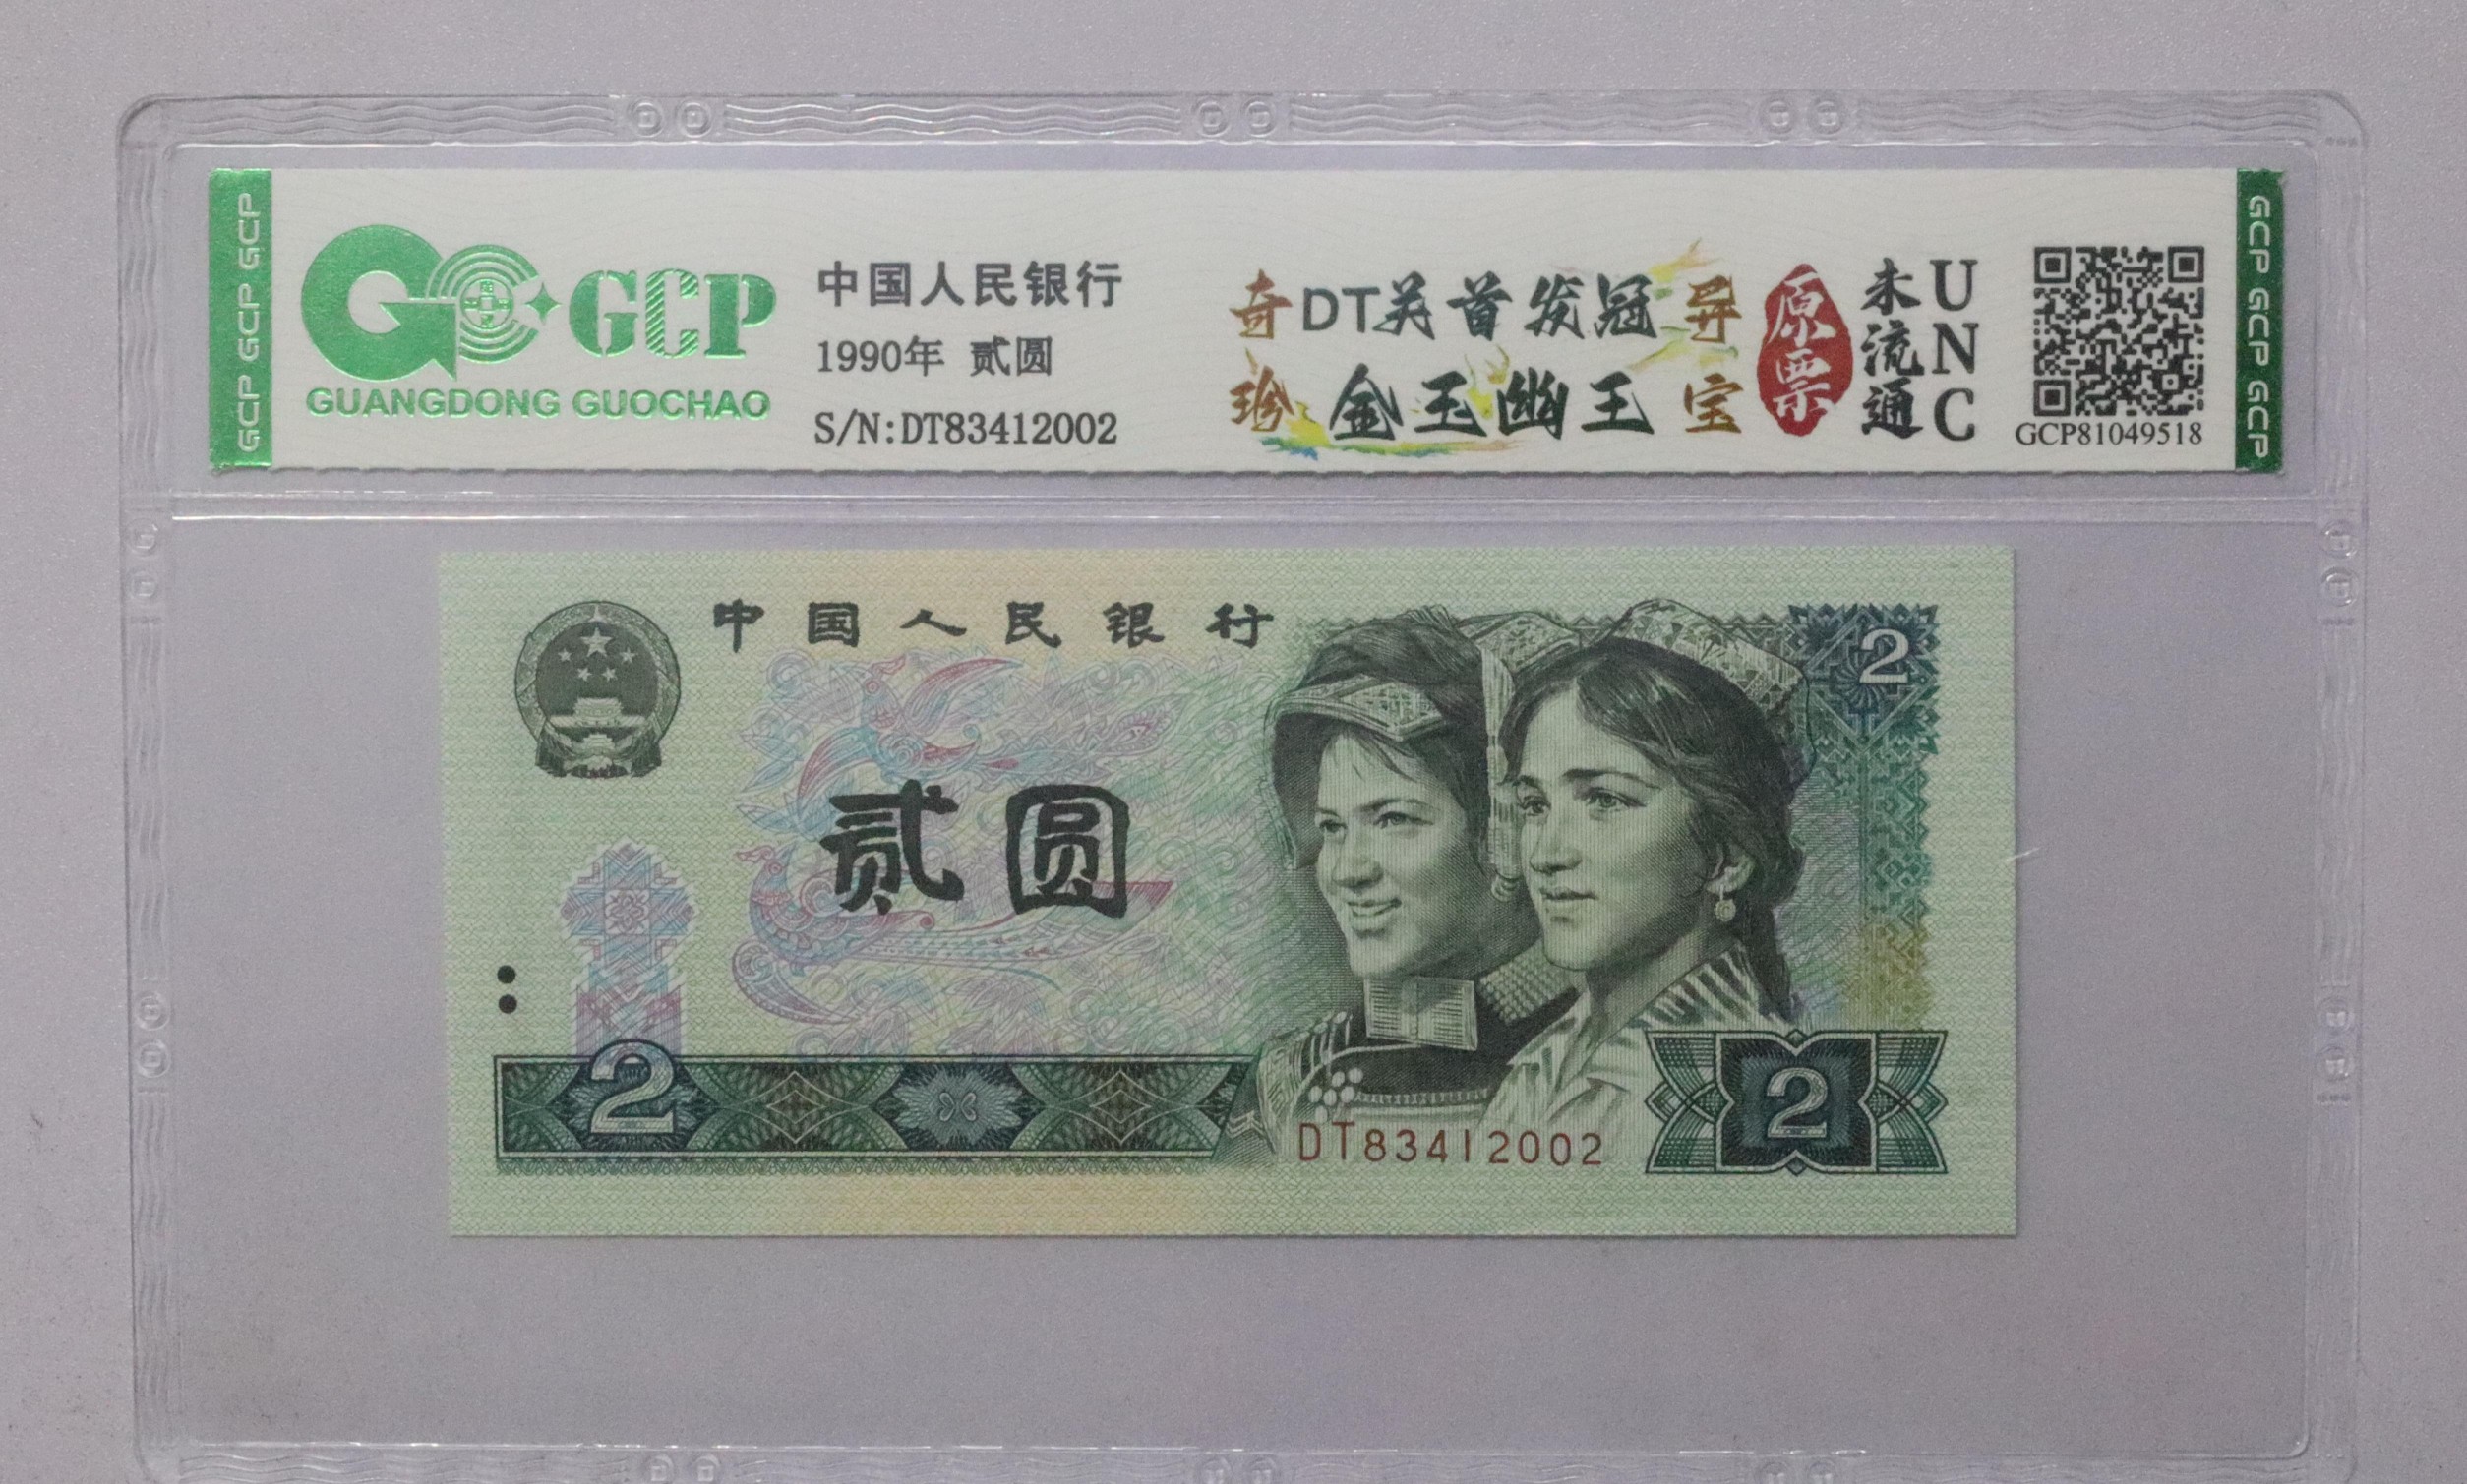 GCP GCP GCP
GCP
GUANGDONG GUOCHAO
中国人民银行
1990年 贰圆
S/N:DT83412002
奇DT英首发冠异
珍金玉幽王宝
原票
未流通
UNC
GCP81049518
GCP GCP GCP
中国人民银行
2
贰圆
2
DT83412002
2